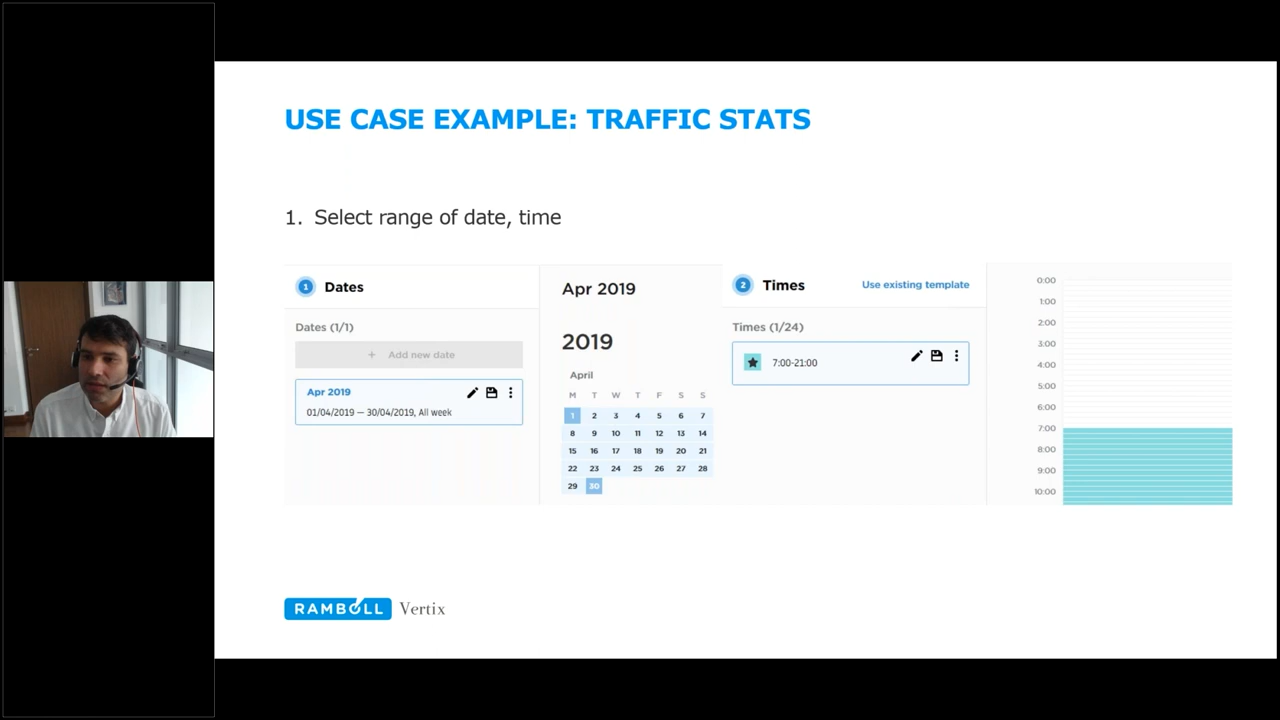 USE CASE EXAMPLE: TRAFFIC STATS
1. Select range of date, time
1 Dates
Dates (1/1)
+ Add new date
Apr 2019
01/04/2019 — 30/04/2019, All week
Apr 2019
2019
April
M T W T F S S
1 2 3 4 5 6 7
8 9 10 11 12 13 14
15 16 17 18 19 20 21
22 23 24 25 26 27 28
29 30
2 Times
Use existing template
Times (1/24)
7:00-21:00
0:00
1:00
2:00
3:00
4:00
5:00
6:00
7:00
8:00
9:00
10:00
RAMBOLL Vertix